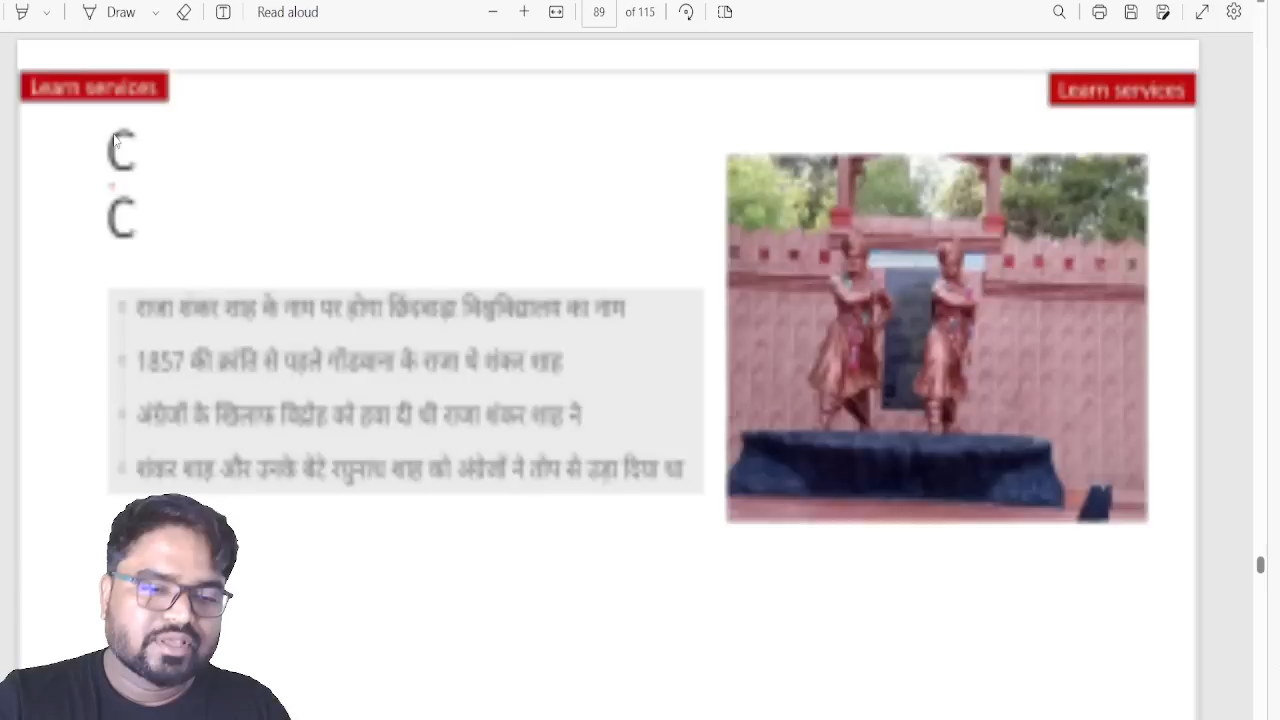 Draw
Read aloud
89 of 115
Learn services
Learn services
C
C
राजा शंकर शाह के नाम पर होगा छिंदवाड़ा विश्वविद्यालय का नाम
1857 की क्रांति से पहले गोंडवाना के राजा थे शंकर शाह
अंग्रेजों के खिलाफ विद्रोह को हवा दी थी राजा शंकर शाह ने
शंकर शाह और उनके बेटे रघुनाथ शाह को अंग्रेजों ने तोप से उड़ा दिया था